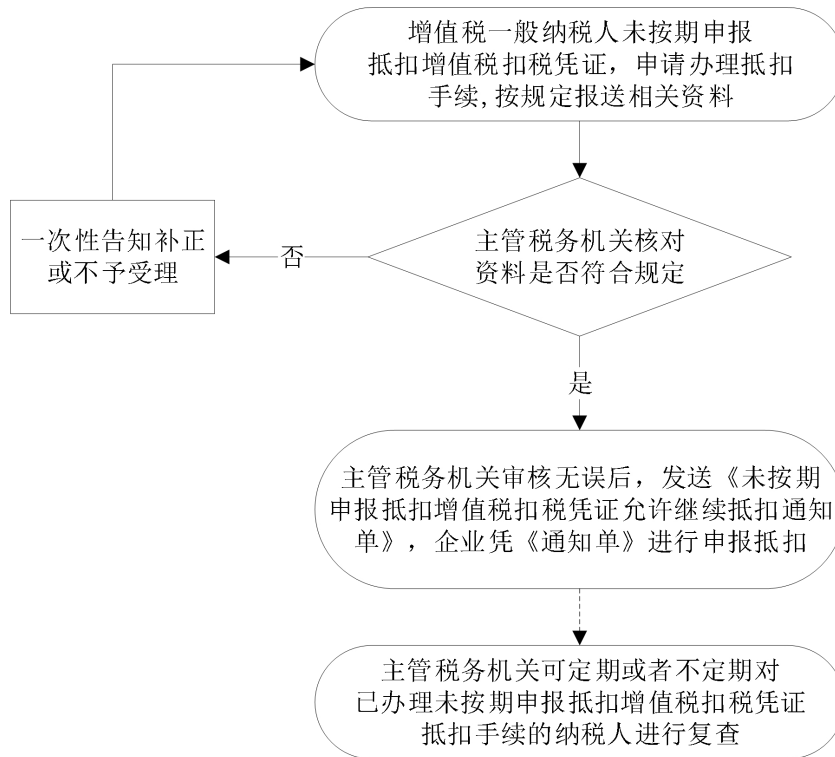 增值税一般纳税人未按期申报
抵扣增值税扣税凭证，申请办理抵扣
手续,按规定报送相关资料
主管税务机关核对
资料是否符合规定
否
一次性告知补正
或不予受理
是
主管税务机关审核无误后，发送《未按期
申报抵扣增值税扣税凭证允许继续抵扣通知
单》，企业凭《通知单》进行申报抵扣
主管税务机关可定期或者不定期对
已办理未按期申报抵扣增值税扣税凭证
抵扣手续的纳税人进行复查